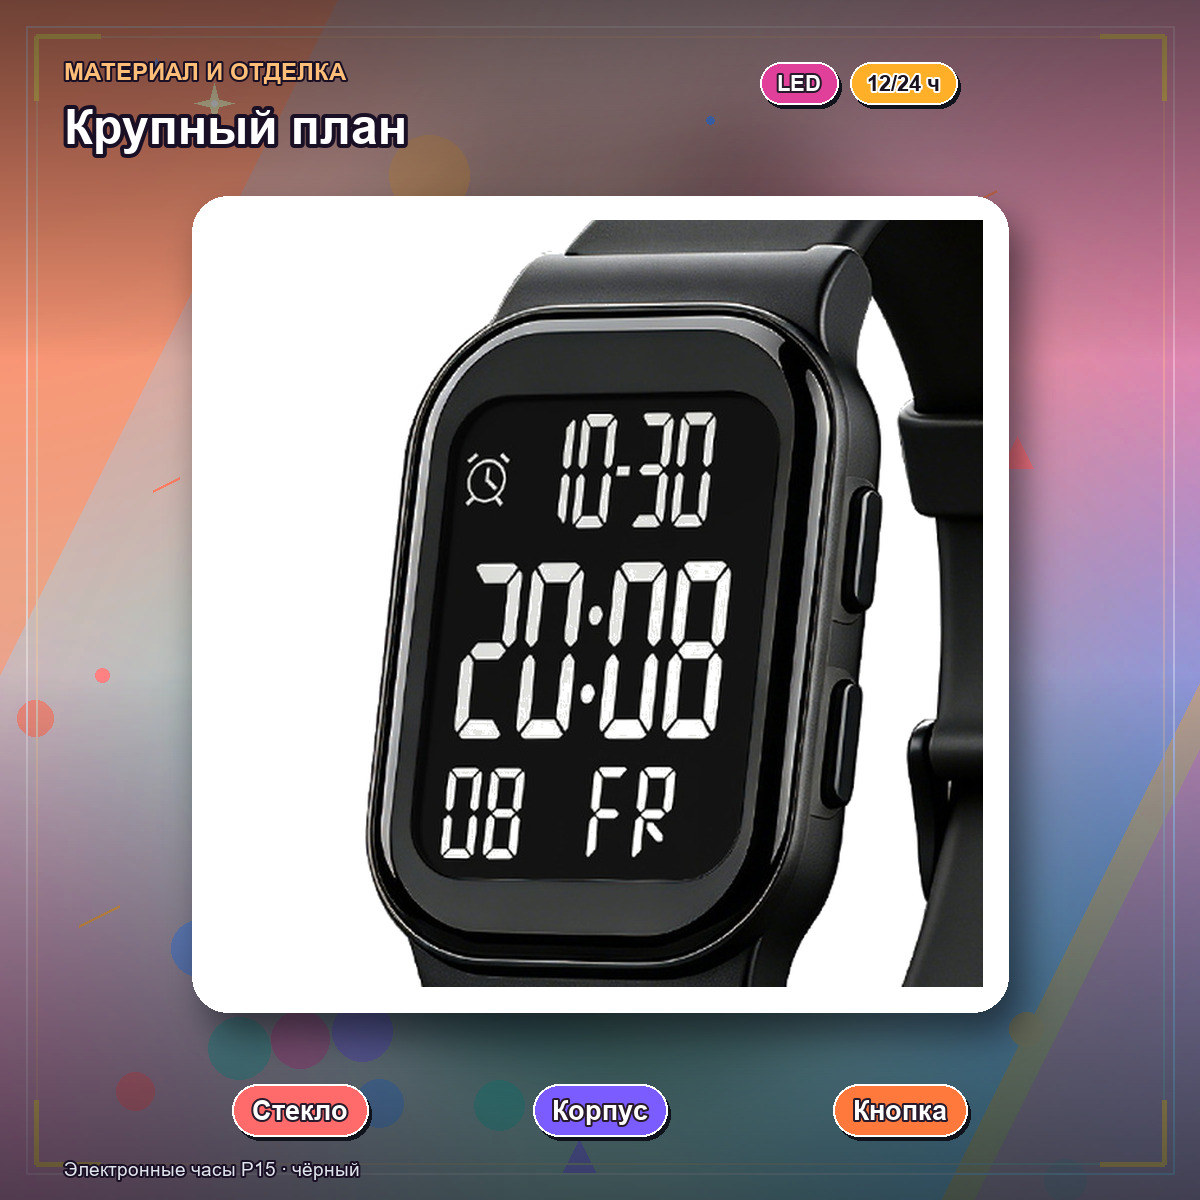 МАТЕРИАЛ И ОТДЕЛКА
Крупный план
LED
12/24 ч
10:30
20:08
08 FR
Стекло
Корпус
Кнопка
Электронные часы P15 · чёрный